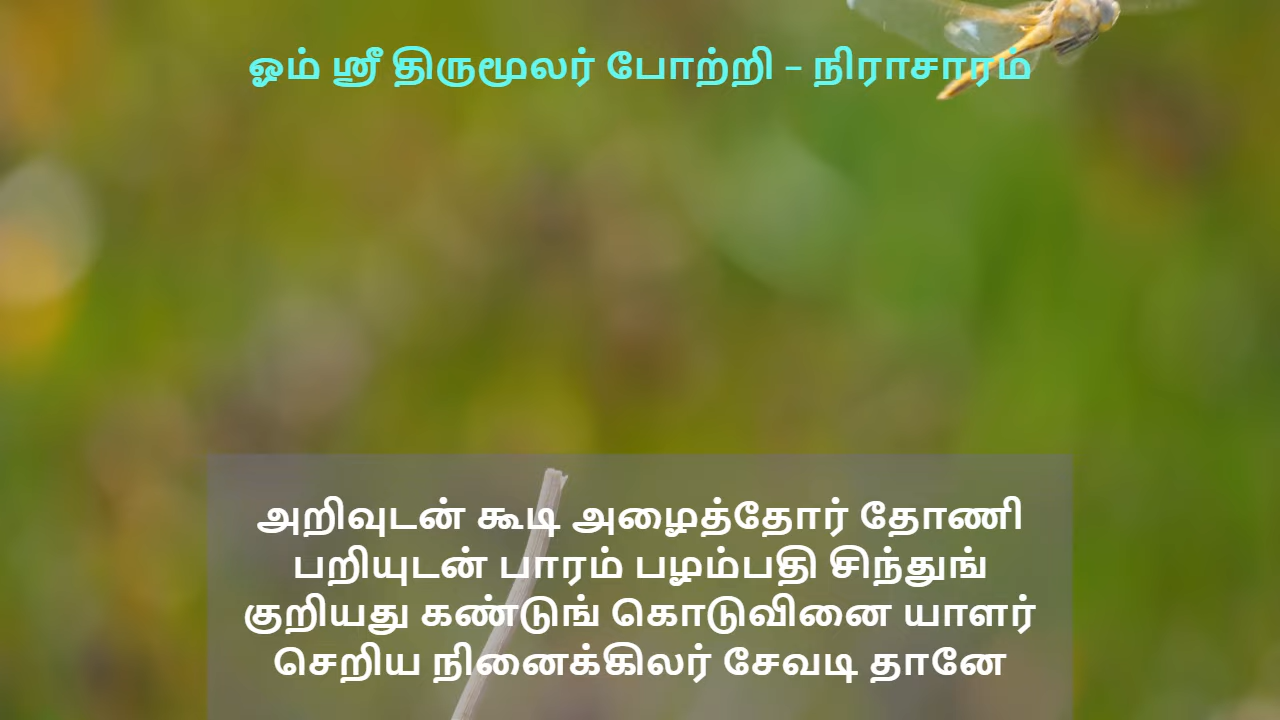 ஓம் ஸ்ரீ திருமூலர் போற்றி – நிராசாரம்
அறிவுடன் கூடி அழைத்தோர் தோணி
பறியுடன் பாரம் பழம்பதி சிந்துங்
குறியது கண்டுங் கொடுவினை யாளர்
செறிய நினைக்கிலர் சேவடி தானே